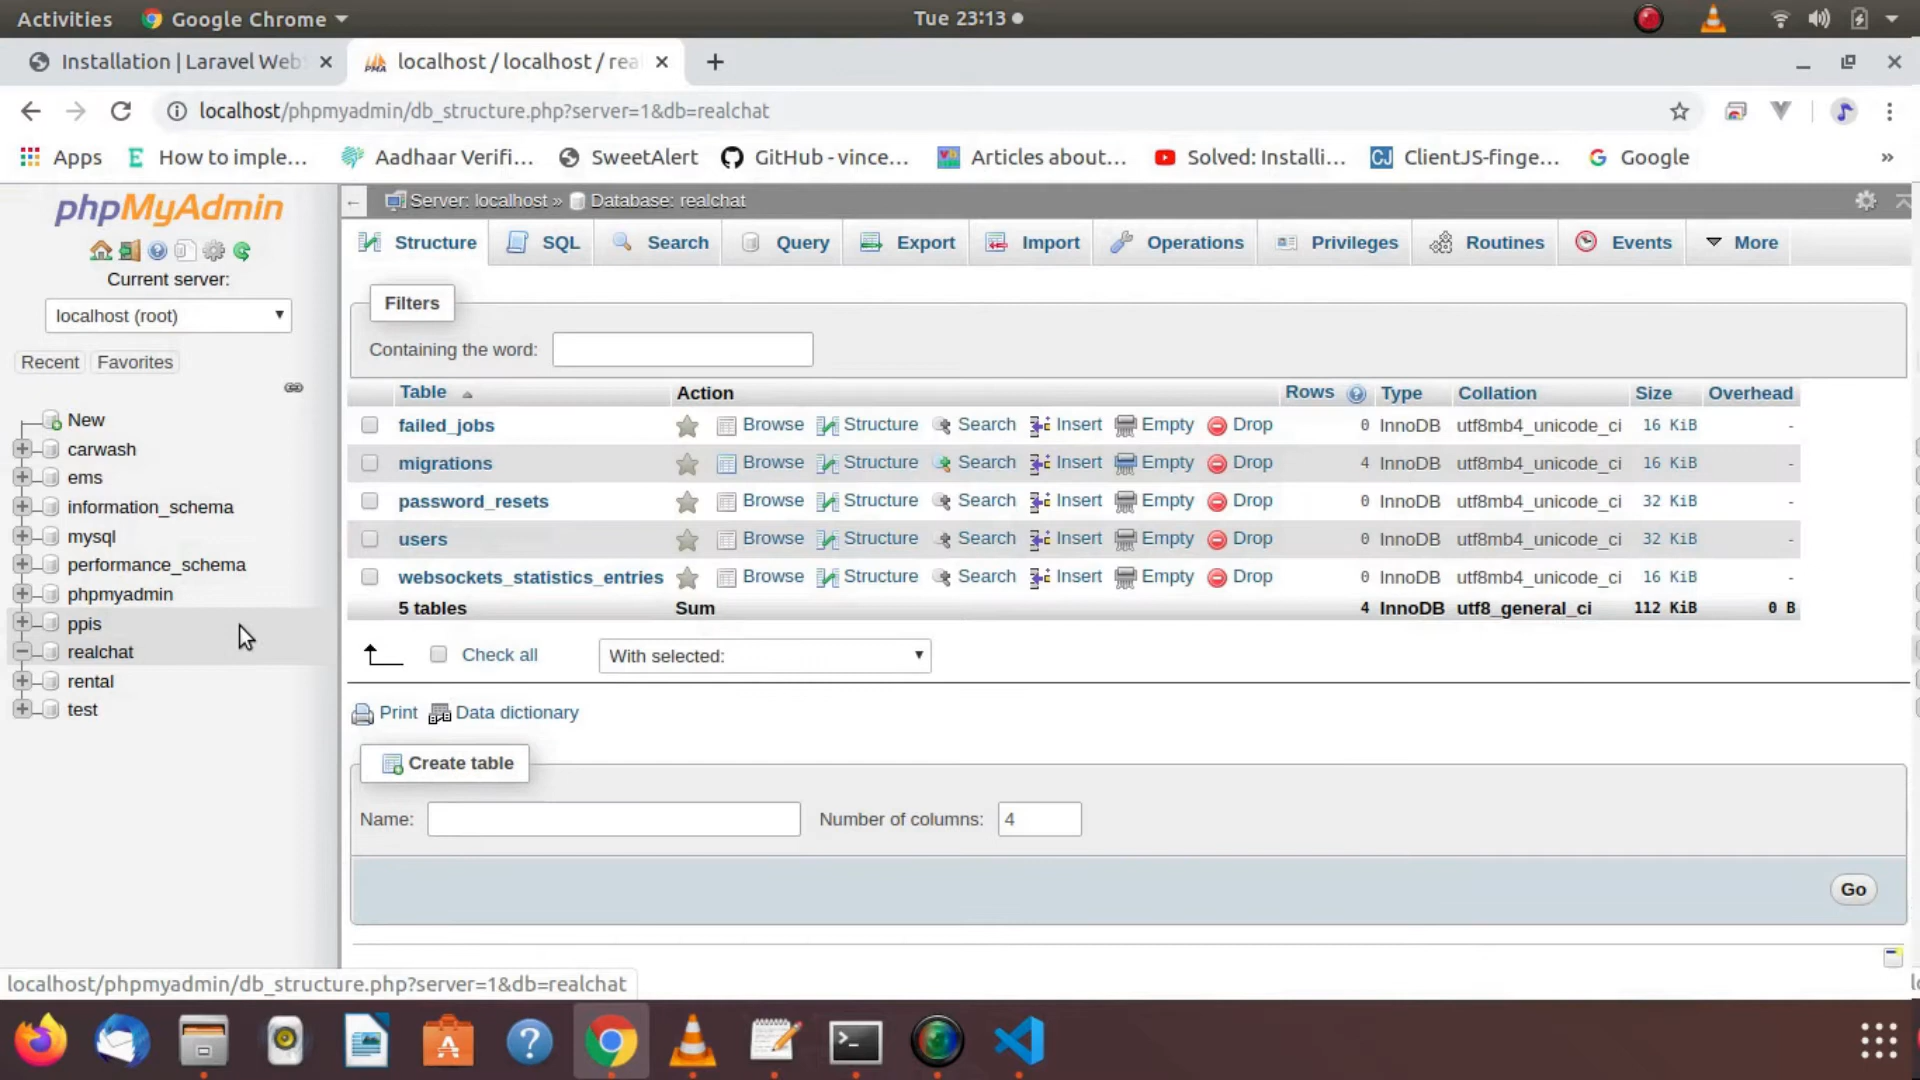 Activities Google Chrome Tue 23:13
Installation | Laravel Web localhost / localhost / rea
localhost/phpmyadmin/db_structure.php?server=1&db=realchat
Apps How to imple... Aadhaar Verifi... SweetAlert GitHub - vince... Articles about... Solved: Installi... ClientJS-finge... Google »
phpMyAdmin
Current server:
localhost (root)
Recent Favorites
New
carwash
ems
information_schema
mysql
performance_schema
phpmyadmin
ppis
realchat
rental
test
Server: localhost » Database: realchat
Structure SQL Search Query Export Import Operations Privileges Routines Events More
Filters
Containing the word:
Table Action Rows Type Collation Size Overhead
failed_jobs Browse Structure Search Insert Empty Drop 0 InnoDB utf8mb4_unicode_ci 16 KiB -
migrations Browse Structure Search Insert Empty Drop 4 InnoDB utf8mb4_unicode_ci 16 KiB -
password_resets Browse Structure Search Insert Empty Drop 0 InnoDB utf8mb4_unicode_ci 32 KiB -
users Browse Structure Search Insert Empty Drop 0 InnoDB utf8mb4_unicode_ci 32 KiB -
websockets_statistics_entries Browse Structure Search Insert Empty Drop 0 InnoDB utf8mb4_unicode_ci 16 KiB -
5 tables Sum 4 InnoDB utf8_general_ci 112 KiB 0 B
Check all With selected:
Print Data dictionary
Create table
Name: Number of columns: 4
Go
localhost/phpmyadmin/db_structure.php?server=1&db=realchat